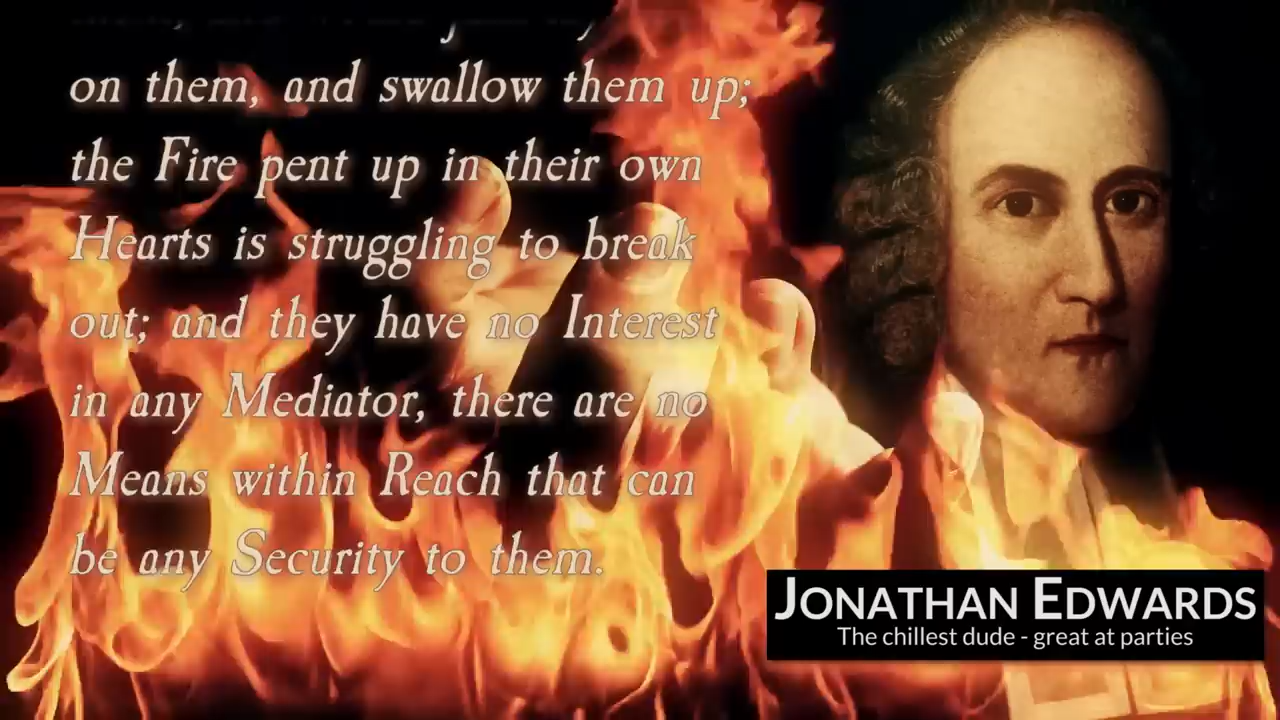 on them, and swallow them up;
the Fire pent up in their own
Hearts is struggling to break
out; and they have no Interest
in any Mediator, there are no
Means within Reach that can
be any Security to them.
JONATHAN EDWARDS
The chillest dude - great at parties